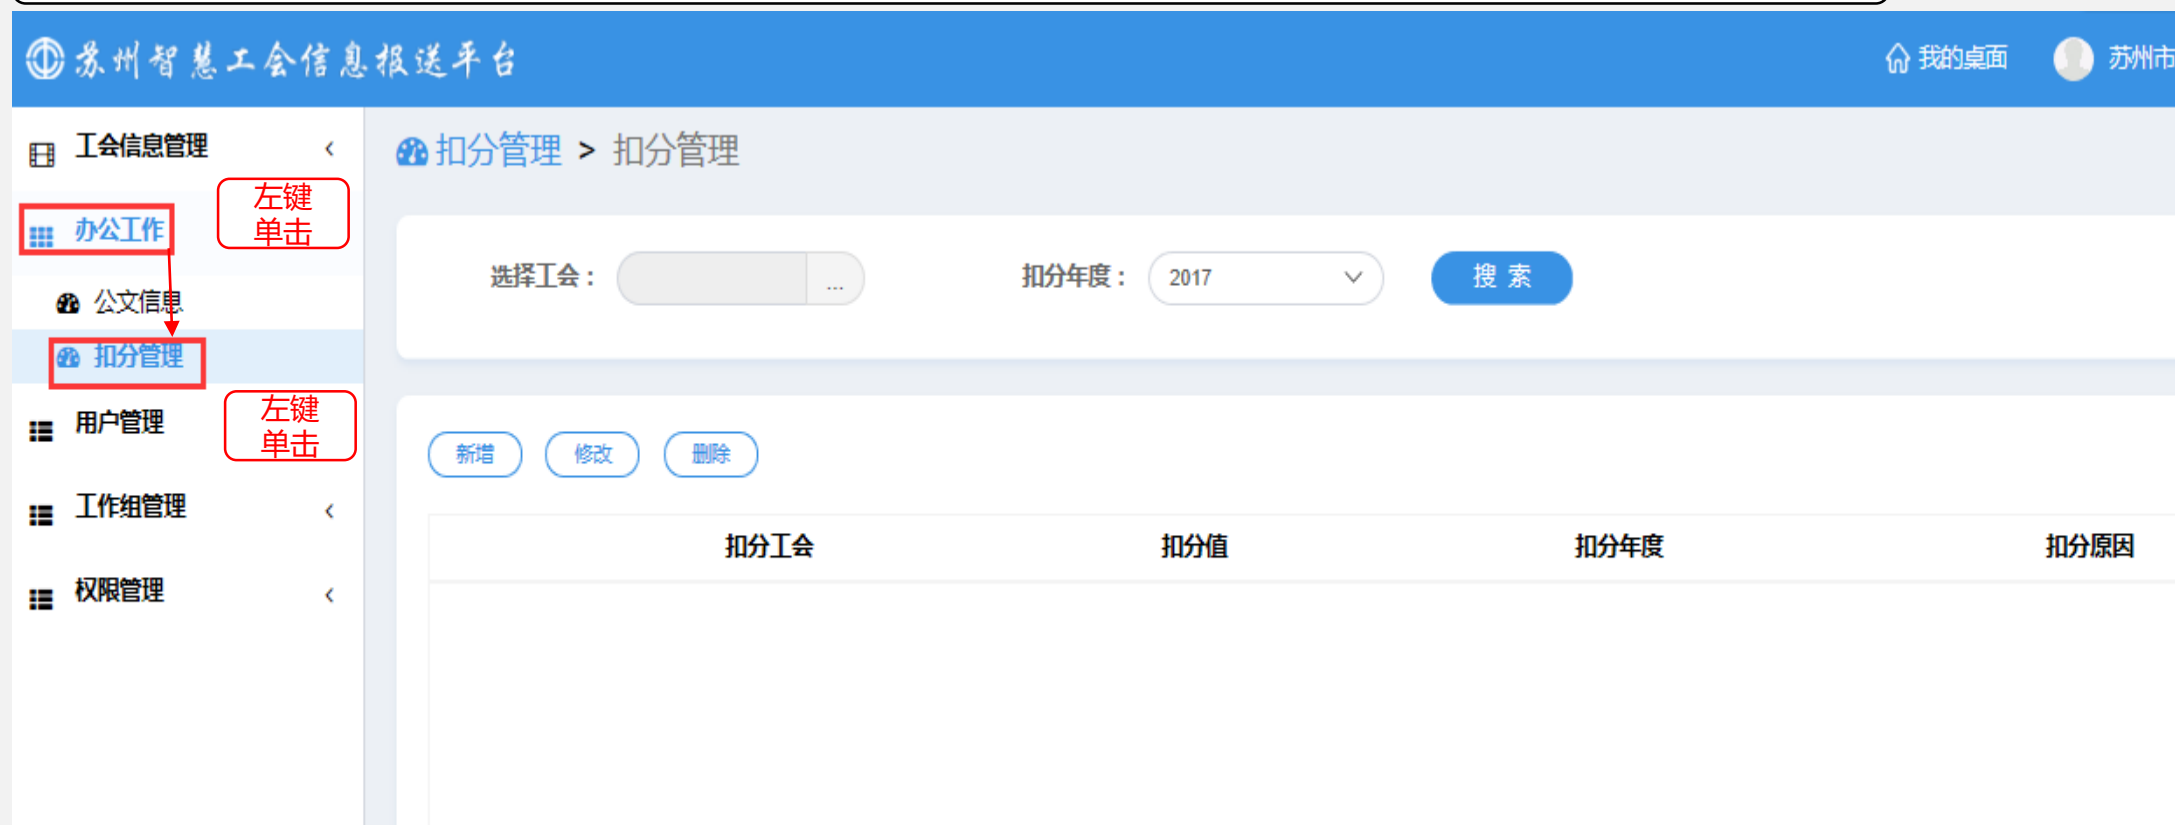 苏州智慧工会信息报送平台
我的桌面
苏州市
工会信息管理
扣分管理 > 扣分管理
左键
单击
办公工作
选择工会：
...
扣分年度：
2017
搜 索
公文信息
扣分管理
左键
单击
用户管理
新增
修改
删除
工作组管理
扣分工会
扣分值
扣分年度
扣分原因
权限管理